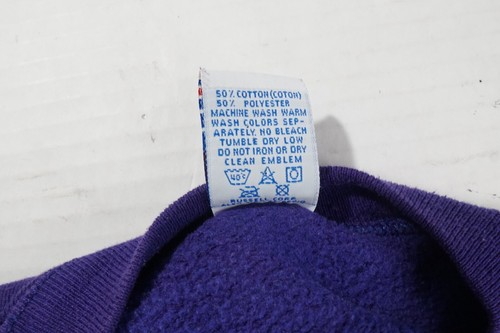 50% COTTON (COTON)
50% POLYESTER
MACHINE WASH WARM
WASH COLORS SEP-
ARATELY. NO BLEACH
TUMBLE DRY LOW
DO NOT IRON OR DRY
CLEAN EMBLEM
40°
RUSSELL CORP.